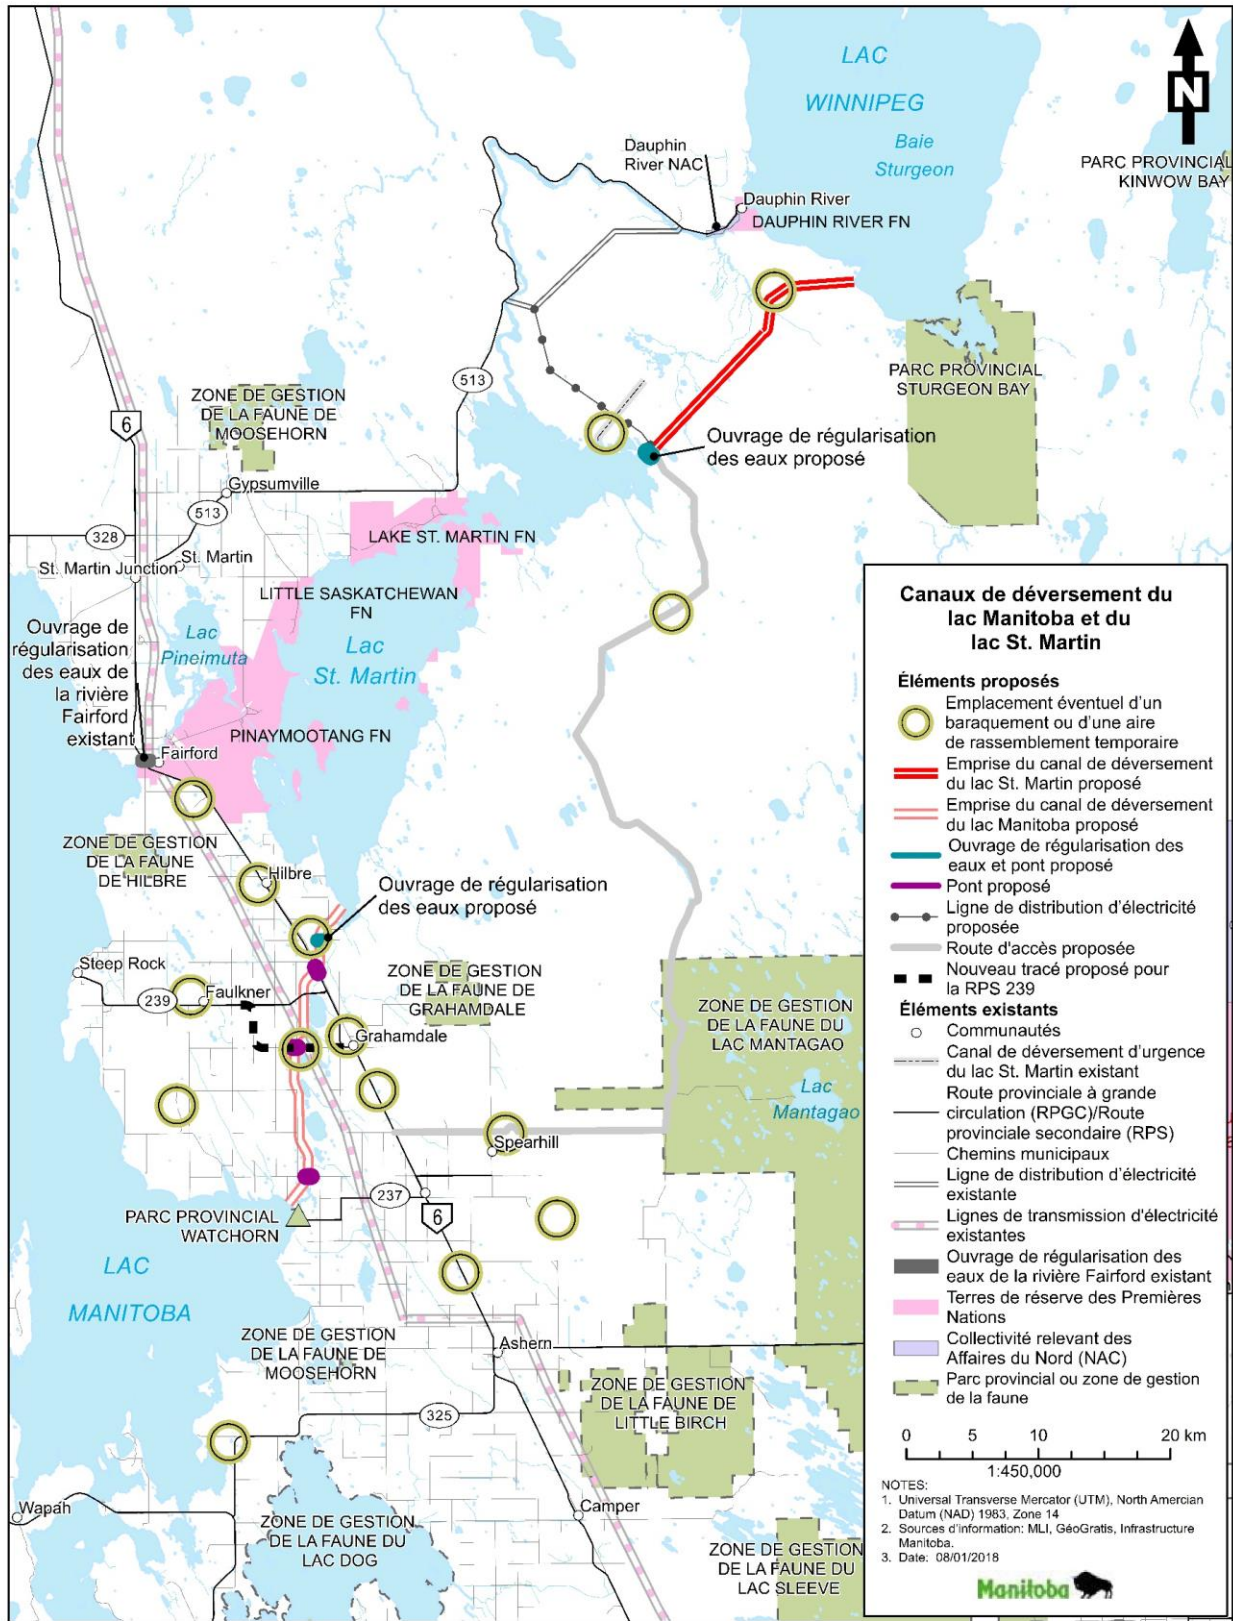 LAC
WINNIPEG
Baie
Sturgeon
N
PARC PROVINCIAL
KINWOW BAY
Dauphin
River NAC
Dauphin River
DAUPHIN RIVER FN
PARC PROVINCIAL
STURGEON BAY
513
ZONE DE GESTION
DE LA FAUNE DE
MOOSEHORN
6
Ouvrage de régularisation
des eaux proposé
Gypsumville
513
328
LAKE ST. MARTIN FN
St. Martin
St. Martin Junction
LITTLE SASKATCHEWAN
FN
Ouvrage de
régularisation
des eaux de
la rivière
Fairford
existant
Lac
Pineimuta
Lac
St. Martin
PINAYMOOTANG FN
Fairford
ZONE DE GESTION
DE LA FAUNE
DE HILBRE
Hilbre
Ouvrage de régularisation
des eaux proposé
Steep Rock
239
Faulkner
ZONE DE GESTION
DE LA FAUNE DE
GRAHAMDALE
Grahamdale
ZONE DE GESTION
DE LA FAUNE DU
LAC MANTAGAO
Lac
Mantagao
Spearhill
237
6
PARC PROVINCIAL
WATCHORN
LAC
MANITOBA
ZONE DE GESTION
DE LA FAUNE DE
MOOSEHORN
Ashern
ZONE DE GESTION
DE LA FAUNE DE
LITTLE BIRCH
325
Wapah
Camper
ZONE DE GESTION
DE LA FAUNE DU
LAC DOG
ZONE DE GESTION
DE LA FAUNE DU
LAC SLEEVE
Canaux de déversement du
lac Manitoba et du
lac St. Martin
Éléments proposés
Emplacement éventuel d'un
baraquement ou d'une aire
de rassemblement temporaire
Emprise du canal de déversement
du lac St. Martin proposé
Emprise du canal de déversement
du lac Manitoba proposé
Ouvrage de régularisation des
eaux et pont proposé
Pont proposé
Ligne de distribution d'électricité
proposée
Route d'accès proposée
Nouveau tracé proposé pour
la RPS 239
Éléments existants
Communautés
Canal de déversement d'urgence
du lac St. Martin existant
Route provinciale à grande
circulation (RPGC)/Route
provinciale secondaire (RPS)
Chemins municipaux
Ligne de distribution d'électricité
existante
Lignes de transmission d'électricité
existantes
Ouvrage de régularisation des
eaux de la rivière Fairford existant
Terres de réserve des Premières
Nations
Collectivité relevant des
Affaires du Nord (NAC)
Parc provincial ou zone de gestion
de la faune
0 5 10 20 km
1:450,000
NOTES:
1. Universal Transverse Mercator (UTM), North Amercian
Datum (NAD) 1983, Zone 14
2. Sources d'information: MLI, GéoGratis, Infrastructure
Manitoba.
3. Date: 08/01/2018
Manitoba